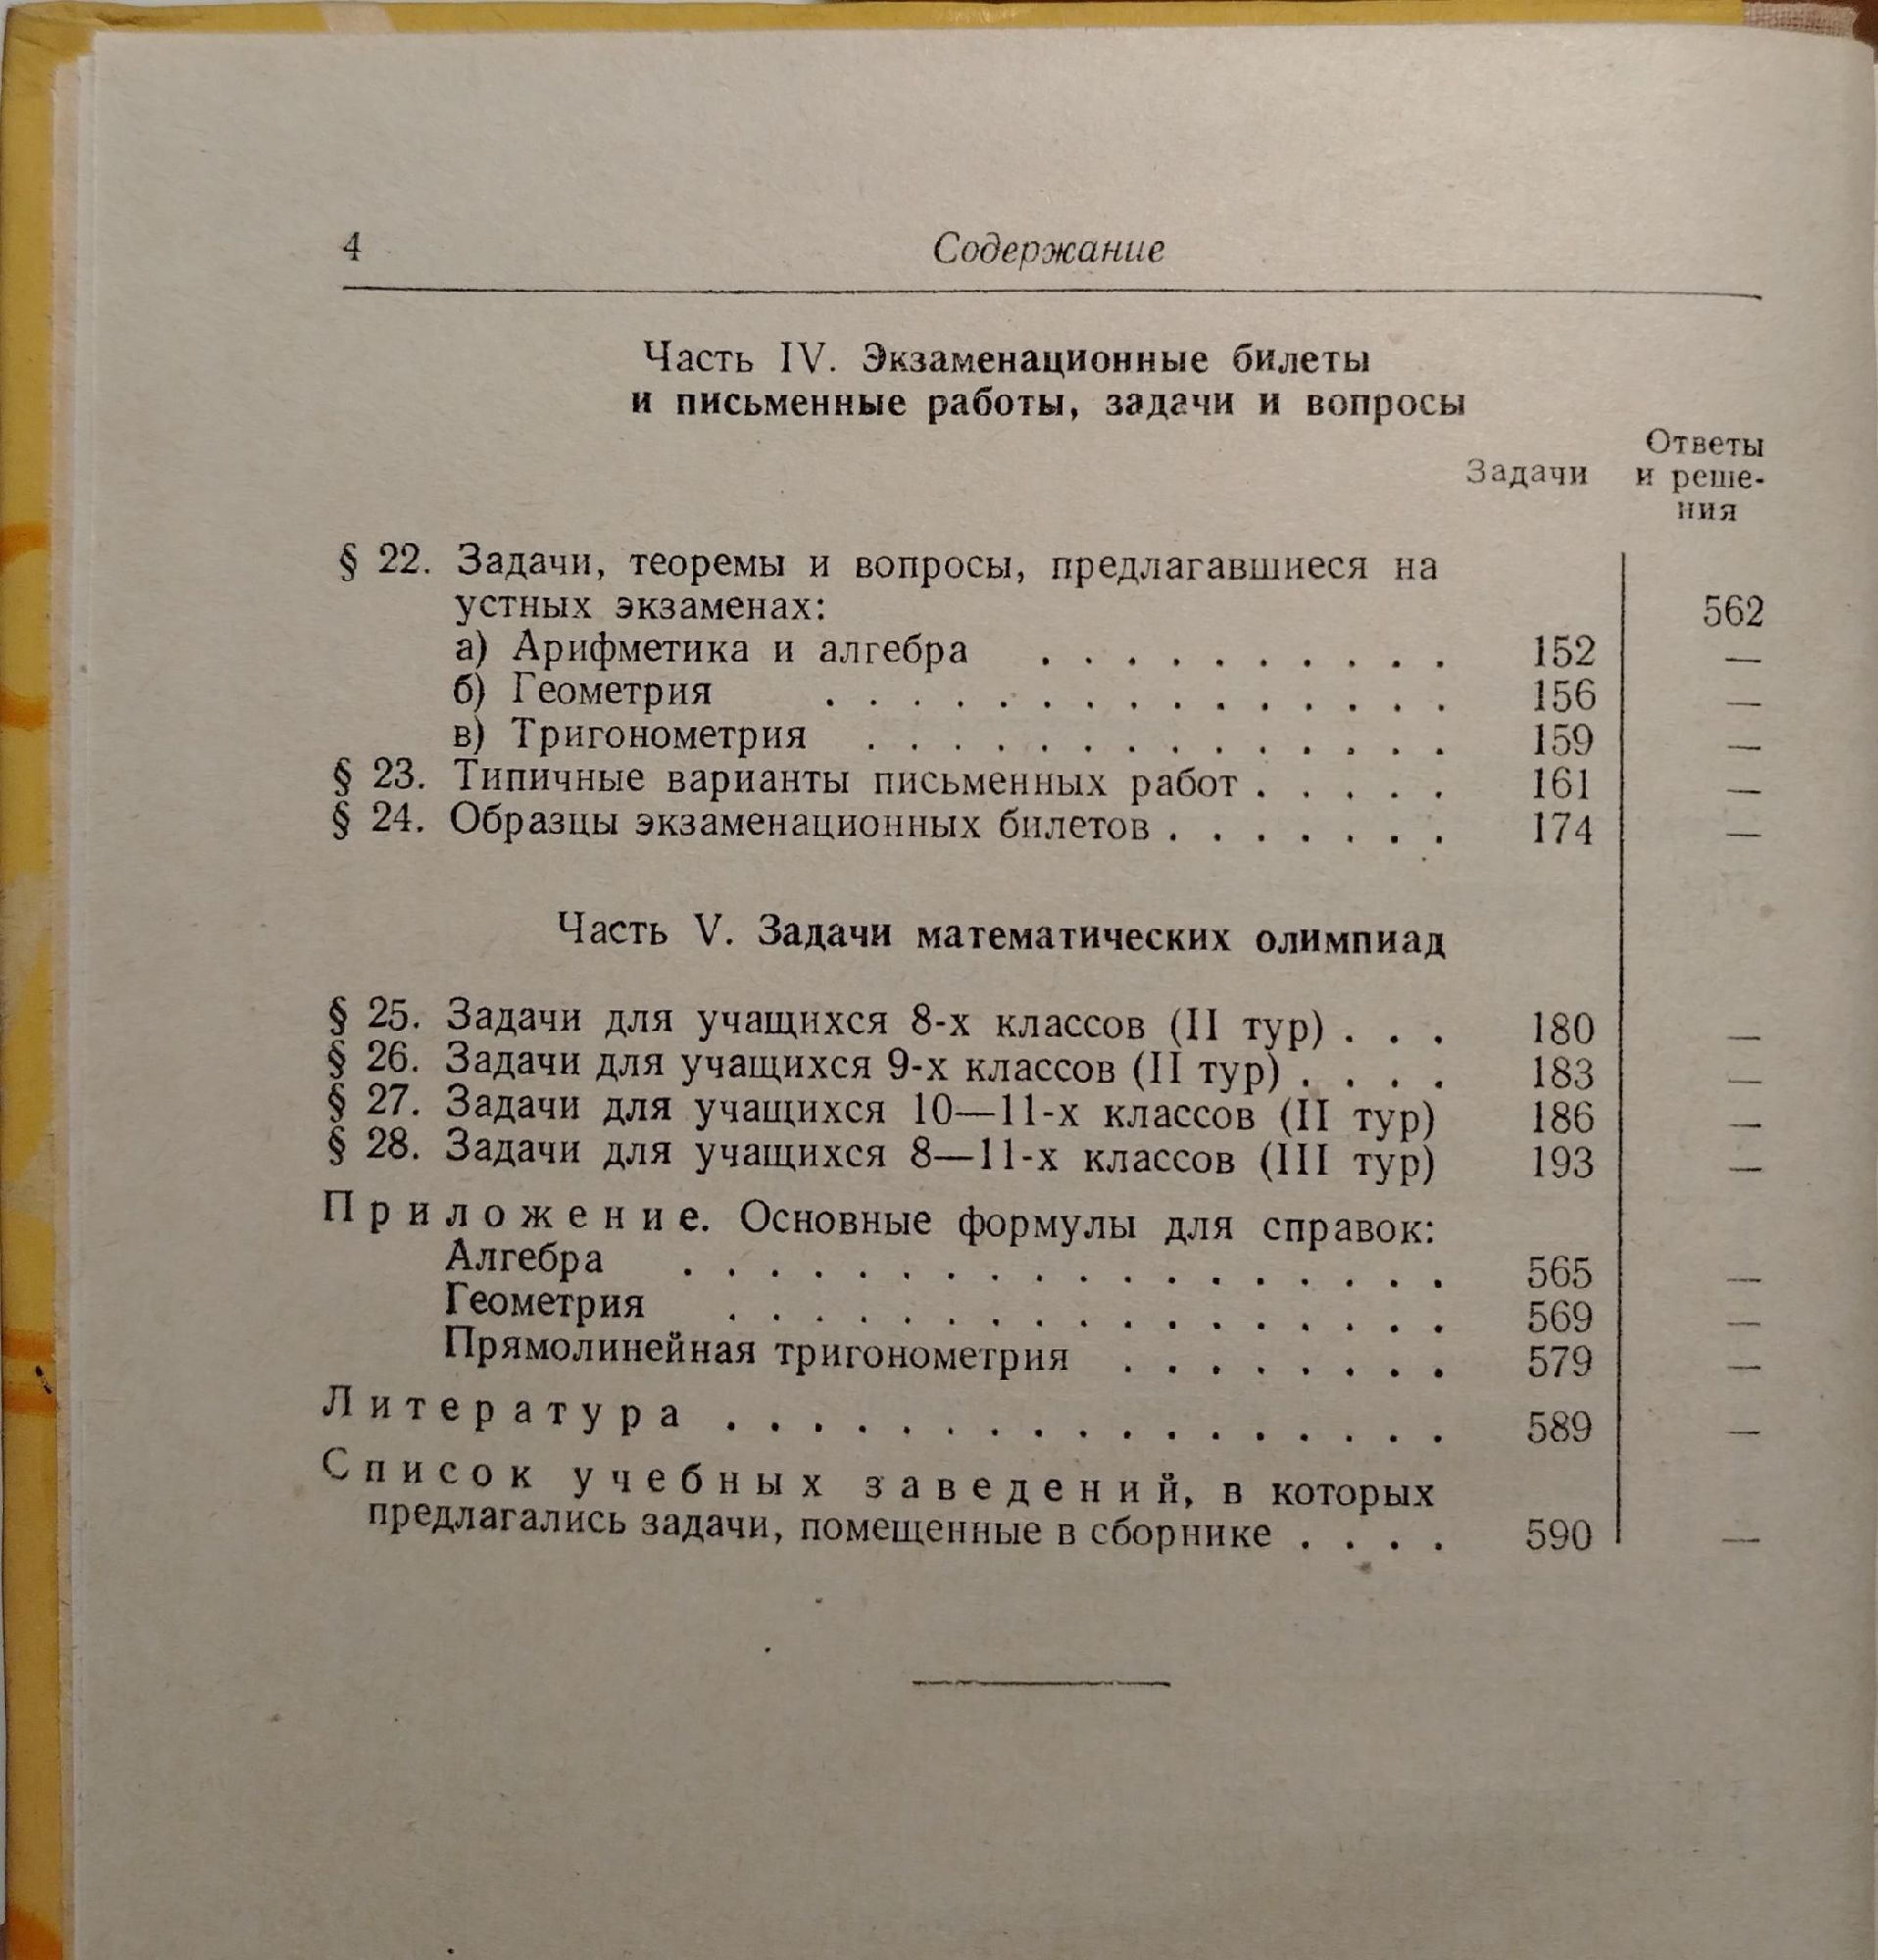 4 Содержание
Часть IV. Экзаменационные билеты
и письменные работы, задачи и вопросы
Задачи
Ответы
и реше-
ния
§ 22. Задачи, теоремы и вопросы, предлагавшиеся на
устных экзаменах: 562
а) Арифметика и алгебра . . . . . . . . . . 152 —
б) Геометрия . . . . . . . . . . . . . . . 156 —
в) Тригонометрия . . . . . . . . . . . . . . 159 —
§ 23. Типичные варианты письменных работ . . . . . 161 —
§ 24. Образцы экзаменационных билетов . . . . . . . 174 —
Часть V. Задачи математических олимпиад
§ 25. Задачи для учащихся 8-х классов (II тур) . . . 180 —
§ 26. Задачи для учащихся 9-х классов (II тур) . . . . 183 —
§ 27. Задачи для учащихся 10—11-х классов (II тур) 186 —
§ 28. Задачи для учащихся 8—11-х классов (III тур) 193 —
Приложение. Основные формулы для справок:
Алгебра . . . . . . . . . . . . . . . . . . 565 —
Геометрия . . . . . . . . . . . . . . . . . 569 —
Прямолинейная тригонометрия . . . . . . . . 579 —
Литература . . . . . . . . . . . . . . . . . 589 —
Список учебных заведений, в которых
предлагались задачи, помещенные в сборнике . . . . 590 —